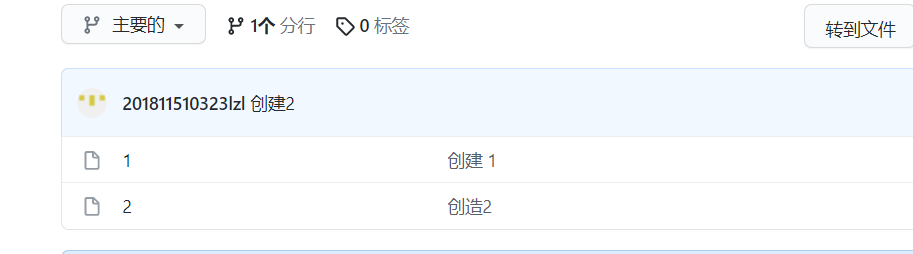 主要的 1个 分行 0 标签 转到文件
201811510323lzl 创建2
1 创建 1
2 创造2